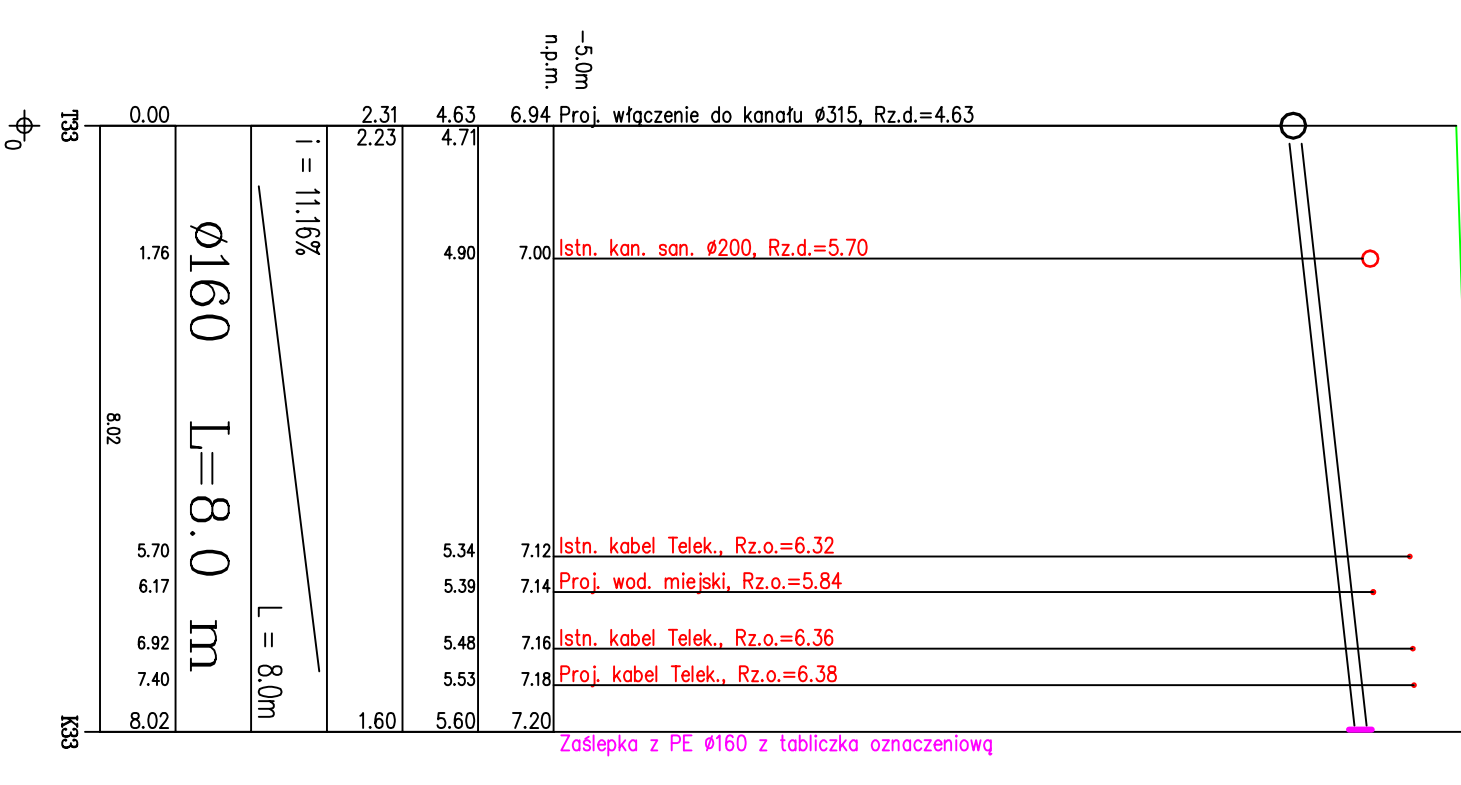 -5.0m
n.p.m.
T33 0.00 2.31 4.63 6.94 Proj. włączenie do kanału ø315, Rz.d.=4.63
2.23 4.71
0
i = 11.16%
1.76 4.90 7.00 Istn. kan. san. ø200, Rz.d.=5.70
ø160 L=8.0 m
8.02
5.70 5.34 7.12 Istn. kabel Telek., Rz.o.=6.32
6.17 5.39 7.14 Proj. wod. miejski, Rz.o.=5.84
L = 8.0m
6.92 5.48 7.16 Istn. kabel Telek., Rz.o.=6.36
7.40 5.53 7.18 Proj. kabel Telek., Rz.o.=6.38
K33 8.02 1.60 5.60 7.20
Zaślepka z PE ø160 z tabliczka oznaczeniową